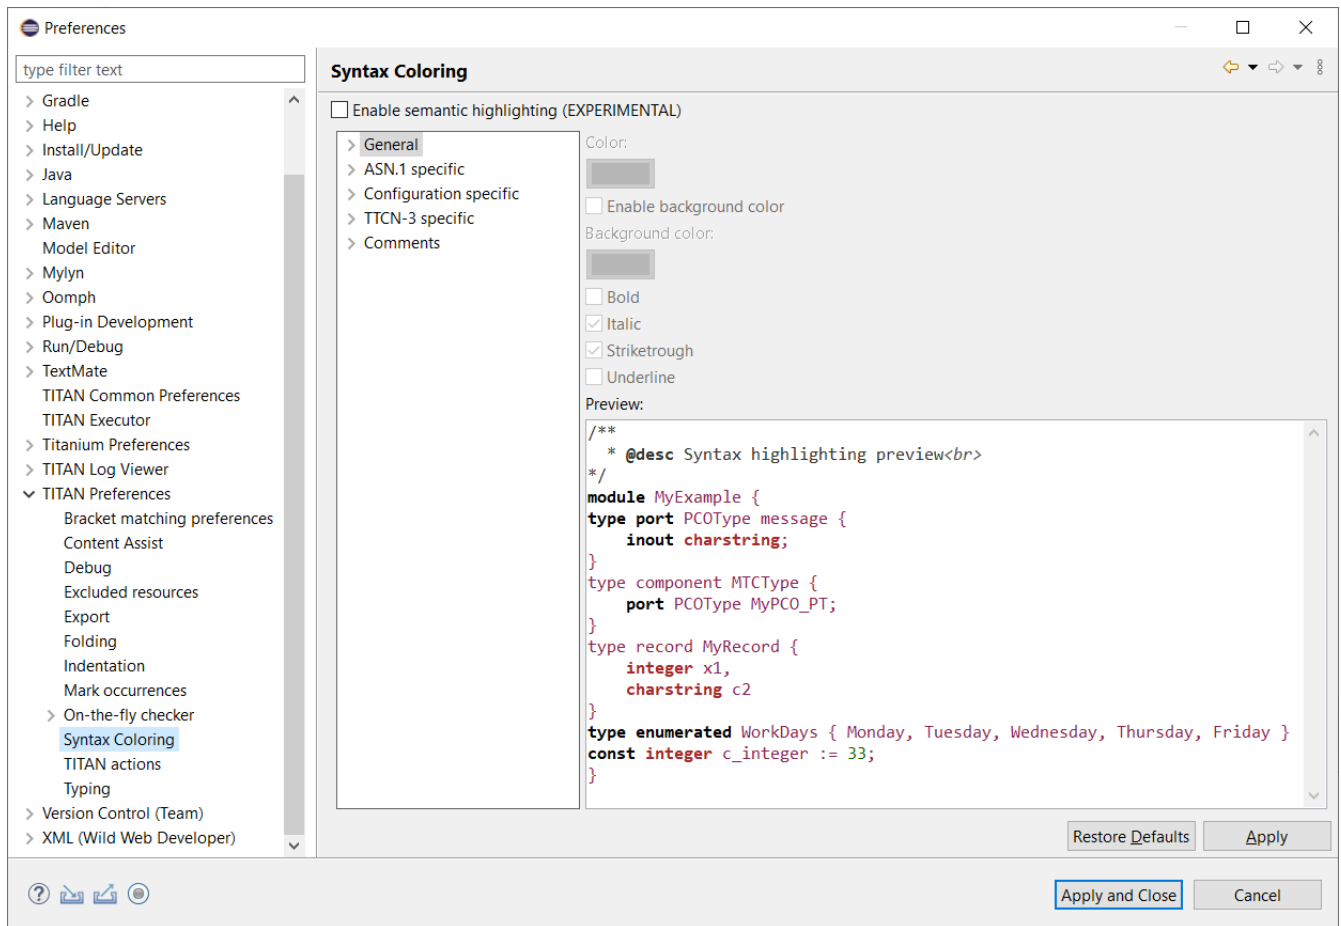 Preferences
type filter text
Gradle
Help
Install/Update
Java
Language Servers
Maven
Model Editor
Mylyn
Oomph
Plug-in Development
Run/Debug
TextMate
TITAN Common Preferences
TITAN Executor
Titanium Preferences
TITAN Log Viewer
TITAN Preferences
Bracket matching preferences
Content Assist
Debug
Excluded resources
Export
Folding
Indentation
Mark occurrences
On-the-fly checker
Syntax Coloring
TITAN actions
Typing
Version Control (Team)
XML (Wild Web Developer)
Syntax Coloring
Enable semantic highlighting (EXPERIMENTAL)
General
ASN.1 specific
Configuration specific
TTCN-3 specific
Comments
Color:
Enable background color
Background color:
Bold
Italic
Striketrough
Underline
Preview:
/**
  * @desc Syntax highlighting preview<br>
*/
module MyExample {
type port PCOType message {
    inout charstring;
}
type component MTCType {
    port PCOType MyPCO_PT;
}
type record MyRecord {
    integer x1,
    charstring c2
}
type enumerated WorkDays { Monday, Tuesday, Wednesday, Thursday, Friday }
const integer c_integer := 33;
}
Restore Defaults
Apply
?
Apply and Close
Cancel